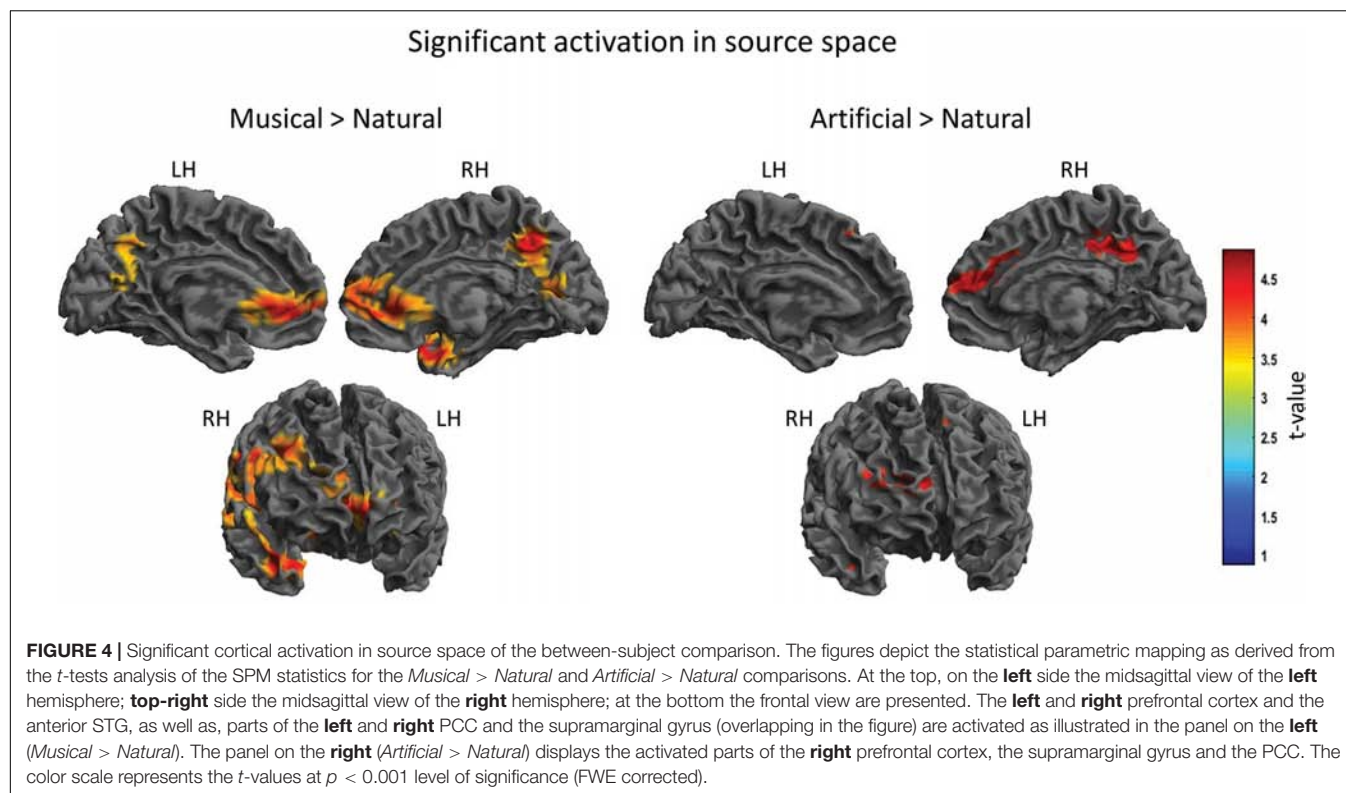 Significant activation in source space
Musical > Natural
Artificial > Natural
LH
RH
LH
RH
RH
LH
RH
LH
4.5
4
3.5
3
2.5
2
1.5
1
t-value
FIGURE 4 | Significant cortical activation in source space of the between-subject comparison. The figures depict the statistical parametric mapping as derived from
the t-tests analysis of the SPM statistics for the Musical > Natural and Artificial > Natural comparisons. At the top, on the left side the midsagittal view of the left
hemisphere; top-right side the midsagittal view of the right hemisphere; at the bottom the frontal view are presented. The left and right prefrontal cortex and the
anterior STG, as well as, parts of the left and right PCC and the supramarginal gyrus (overlapping in the figure) are activated as illustrated in the panel on the left
(Musical > Natural). The panel on the right (Artificial > Natural) displays the activated parts of the right prefrontal cortex, the supramarginal gyrus and the PCC. The
color scale represents the t-values at p < 0.001 level of significance (FWE corrected).